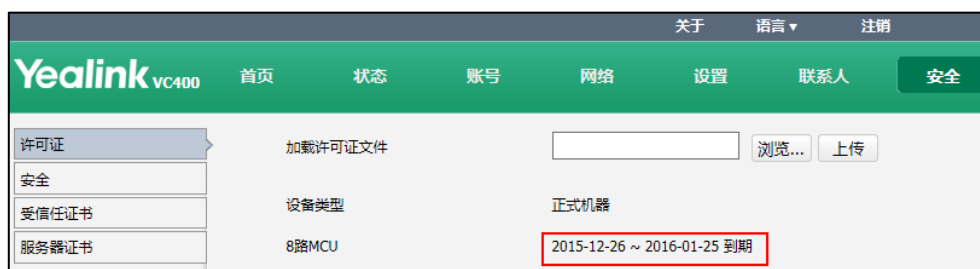 关于 语言▼ 注销
Yealink VC400 首页 状态 账号 网络 设置 联系人 安全
许可证 加载许可证文件 浏览... 上传
安全
设备类型 正式机器
受信任证书
服务器证书 8路MCU 2015-12-26 ~ 2016-01-25 到期